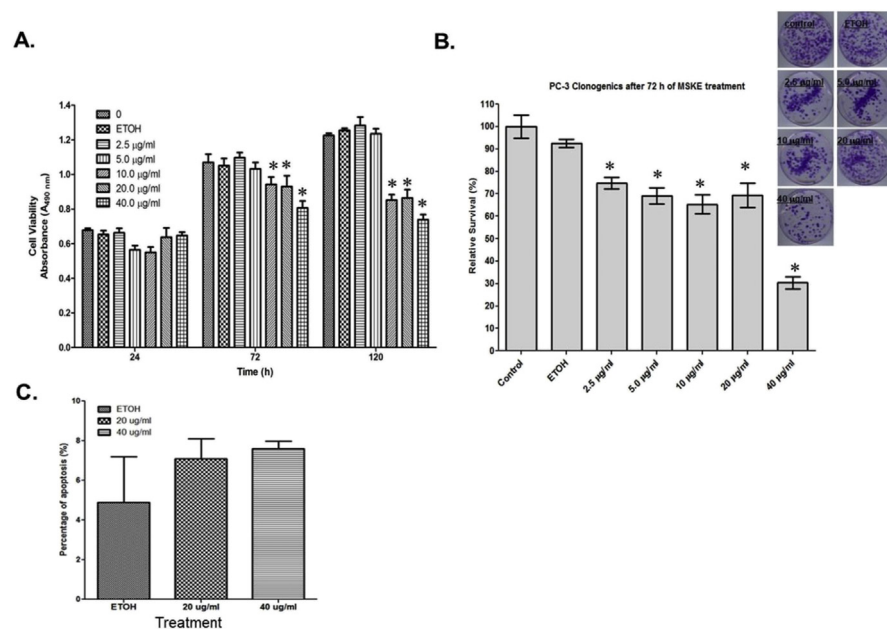 A.
0
ETOH
2.5 µg/ml
5.0 µg/ml
10.0 µg/ml
20.0 µg/ml
40.0 µg/ml
Cell Viability
Absorbance (A490 nm)
1.4
1.2
1.0
0.8
0.6
0.4
0.2
0.0
* * *
* * *
24 72 120
Time (h)
B.
control ETOH
2.5 µg/ml 5.0 µg/ml
10 µg/ml 20 µg/ml
40 µg/ml
PC-3 Clonogenics after 72 h of MSKE treatment
Relative Survival (%)
110
100
90
80
70
60
50
40
30
20
10
0
* * * * *
Control ETOH 2.5 µg/ml 5.0 µg/ml 10 µg/ml 20 µg/ml 40 µg/ml
C.
ETOH
20 ug/ml
40 ug/ml
Percentage of apoptosis (%)
10
8
6
4
2
0
ETOH 20 ug/ml 40 ug/ml
Treatment